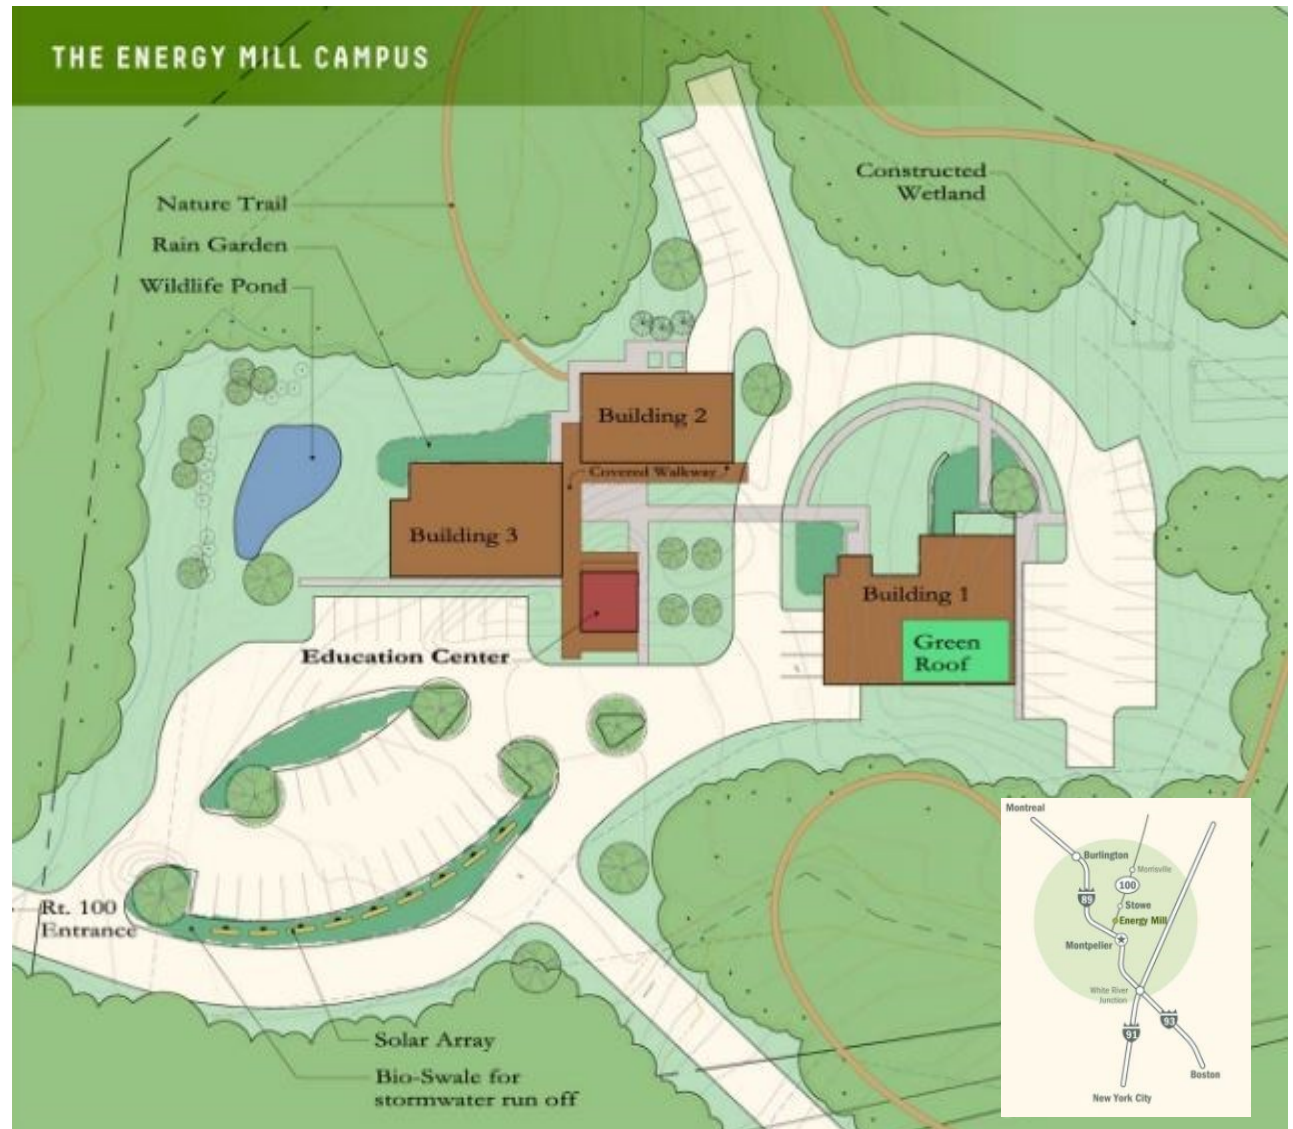 THE ENERGY MILL CAMPUS
Constructed
Wetland
Nature Trail
Rain Garden
Wildlife Pond
Building 2
Covered Walkway
Building 3
Building 1
Green
Roof
Education Center
Rt. 100
Entrance
Solar Array
Bio-Swale for
stormwater run off
Montreal
Burlington
Morrisville
100
89
Stowe
Energy Mill
Montpelier
White River
Junction
93
91
Boston
New York City